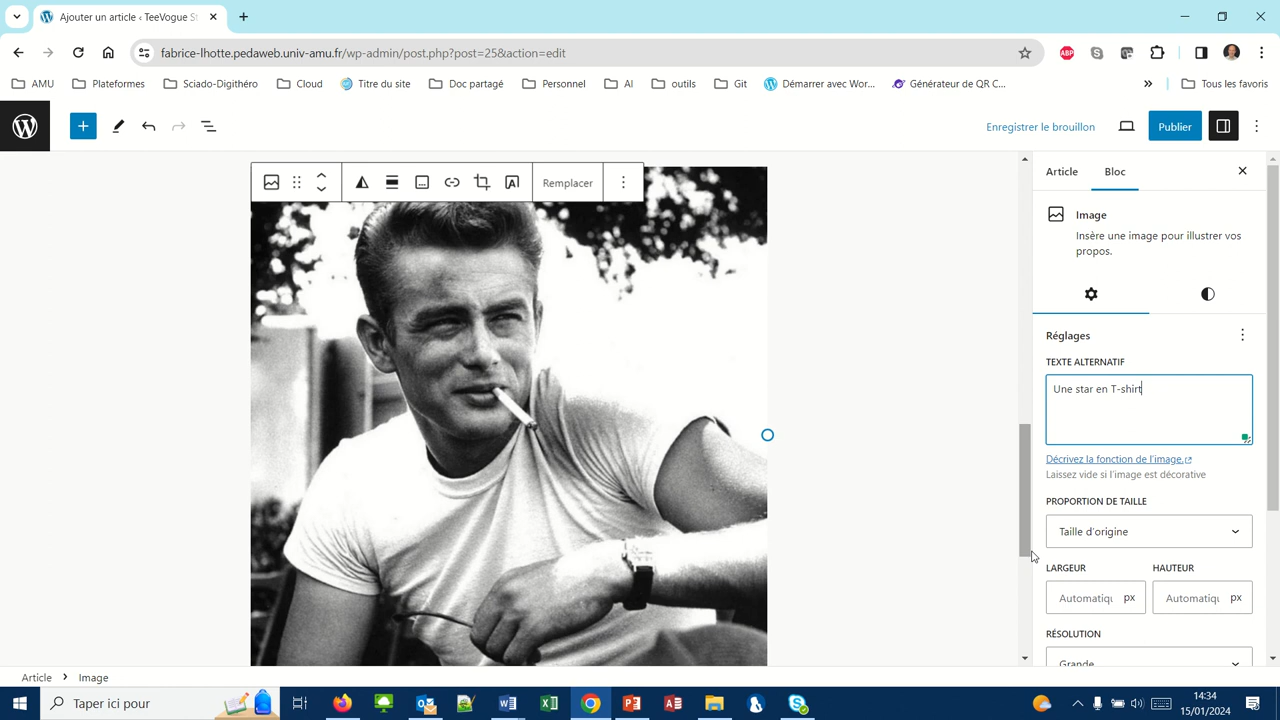 Ajouter un article ‹ TeeVogue St
fabrice-lhotte.pedaweb.univ-amu.fr/wp-admin/post.php?post=25&action=edit
ABP
AMU
Plateformes
Sciado-Digithéro
Cloud
Titre du site
Doc partagé
Personnel
AI
outils
Git
Démarrer avec Wor...
Générateur de QR C...
»
Tous les favoris
Enregistrer le brouillon
Publier
Remplacer
Article
Bloc
Image
Insère une image pour illustrer vos
propos.
Réglages
TEXTE ALTERNATIF
Une star en T-shirt
Décrivez la fonction de l'image.
Laissez vide si l'image est décorative
PROPORTION DE TAILLE
Taille d'origine
LARGEUR
HAUTEUR
Automatiqu px
Automatiqu px
RÉSOLUTION
Grande
Article > Image
Taper ici pour
14:34
15/01/2024